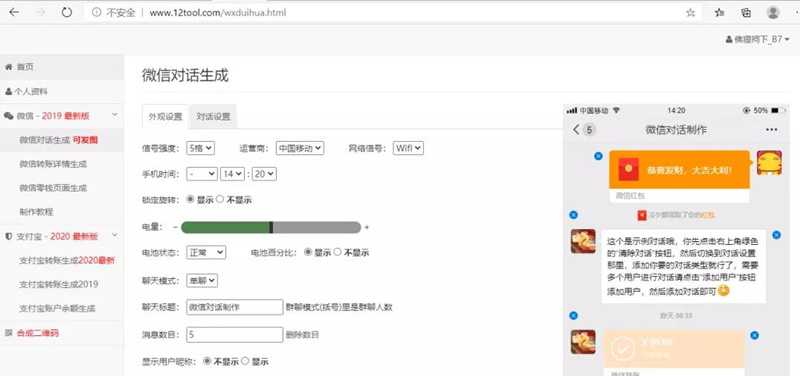 不安全 | www.12tool.com/wxduihua.html
佛狸祠下_B7
首页
个人资料
微信 - 2019 最新版
微信对话生成 可发图
微信转账详情生成
微信零钱页面生成
制作教程
支付宝 - 2020 最新版
支付宝转账生成2020最新
支付宝转账生成2019
支付宝账户余额生成
合成二维码
微信对话生成
外观设置 对话设置
信号强度: 5格 运营商: 中国移动 网络信号: Wifi
手机时间: - 14 : 20
锁定旋转: 显示 不显示
电量: - +
电池状态: 正常 电池百分比: 显示 不显示
聊天模式: 单聊
聊天标题: 微信对话制作 群聊模式(括号)里是群聊人数
消息数目: 5 删除数目
显示用户昵称: 不显示 显示
中国移动 14:20 50%
5 微信对话制作
恭喜发财，大吉大利！
微信红包
领取了你的红包
这个是示例对话哦，你先点击右上角绿色
的"清除对话"按钮，然后切换到对话设置
那里，添加你要的对话类型就行了，需要
多个用户进行对话请点击"添加用户"按钮
添加用户，然后添加对话即可
昨天 08:33
微信转账